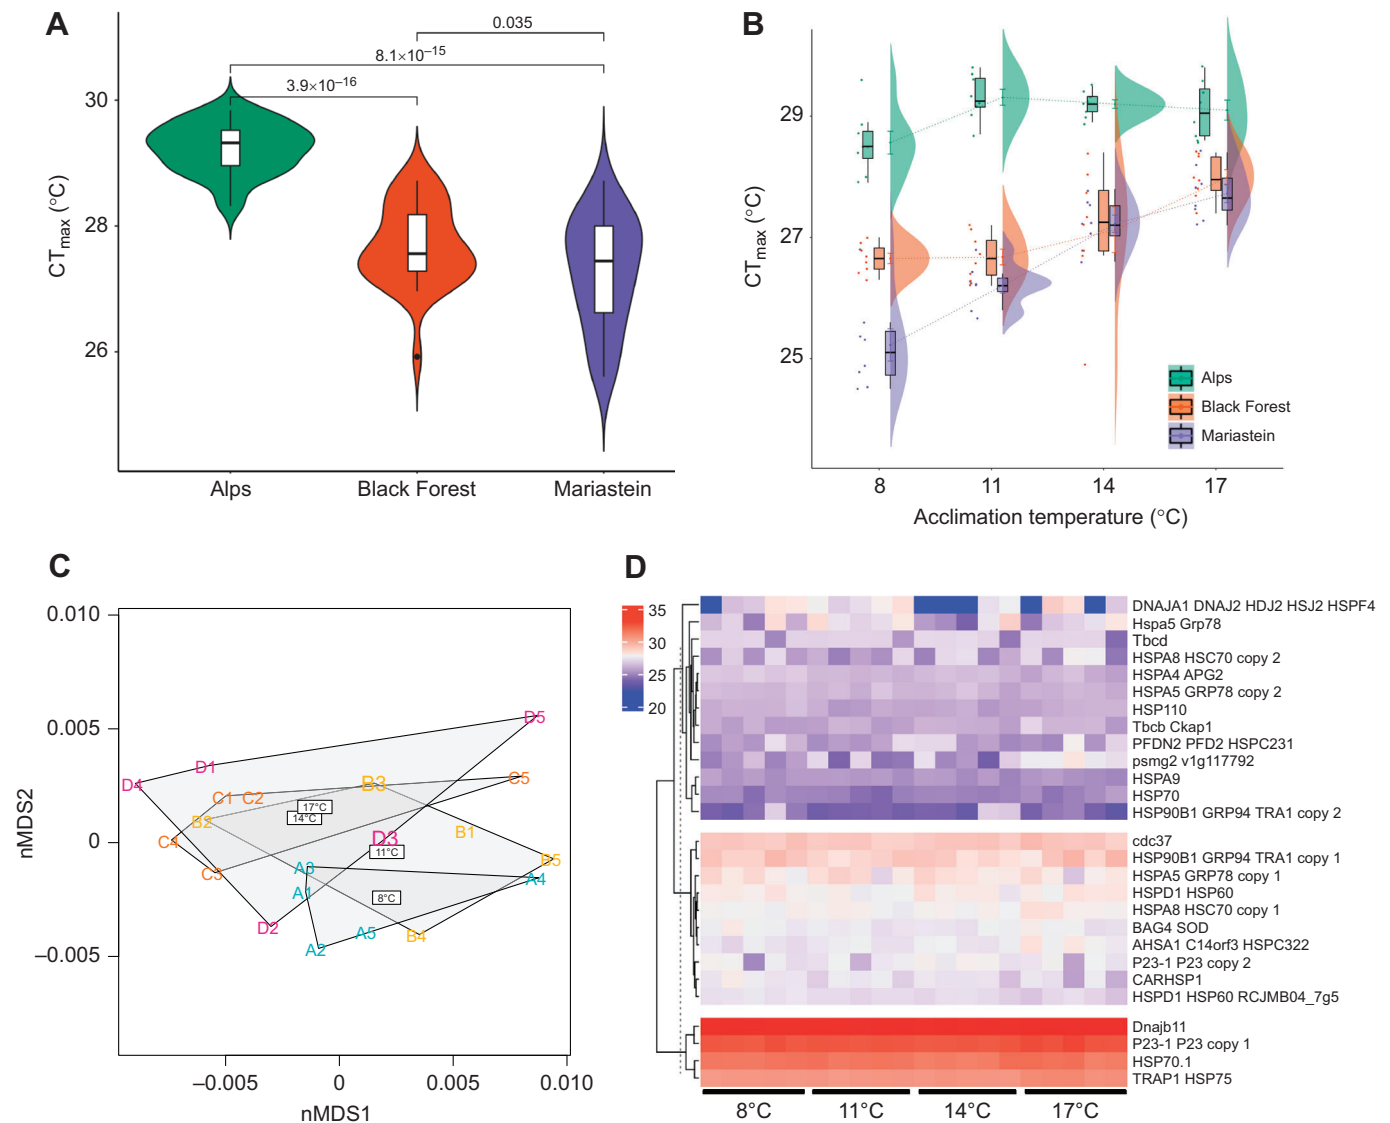 A
0.035
8.1×10−15
3.9×10−16
30
28
26
CTmax (°C)
Alps
Black Forest
Mariastein
B
29
27
25
CTmax (°C)
Alps
Black Forest
Mariastein
8
11
14
17
Acclimation temperature (°C)
C
0.010
0.005
0
–0.005
nMDS2
D5
D1
D4
C5
B3
C1
C2
17°C
14°C
B2
B1
D3
C4
11°C
B5
A3
C3
A4
A1
8°C
D2
A5
B4
A2
–0.005
0
0.005
0.010
nMDS1
D
35
30
25
20
DNAJA1 DNAJ2 HDJ2 HSJ2 HSPF4
Hspa5 Grp78
Tbcd
HSPA8 HSC70 copy 2
HSPA4 APG2
HSPA5 GRP78 copy 2
HSP110
Tbcb Ckap1
PFDN2 PFD2 HSPC231
psmg2 v1g117792
HSPA9
HSP70
HSP90B1 GRP94 TRA1 copy 2
cdc37
HSP90B1 GRP94 TRA1 copy 1
HSPA5 GRP78 copy 1
HSPD1 HSP60
HSPA8 HSC70 copy 1
BAG4 SOD
AHSA1 C14orf3 HSPC322
P23-1 P23 copy 2
CARHSP1
HSPD1 HSP60 RCJMB04_7g5
Dnajb11
P23-1 P23 copy 1
HSP70.1
TRAP1 HSP75
8°C
11°C
14°C
17°C